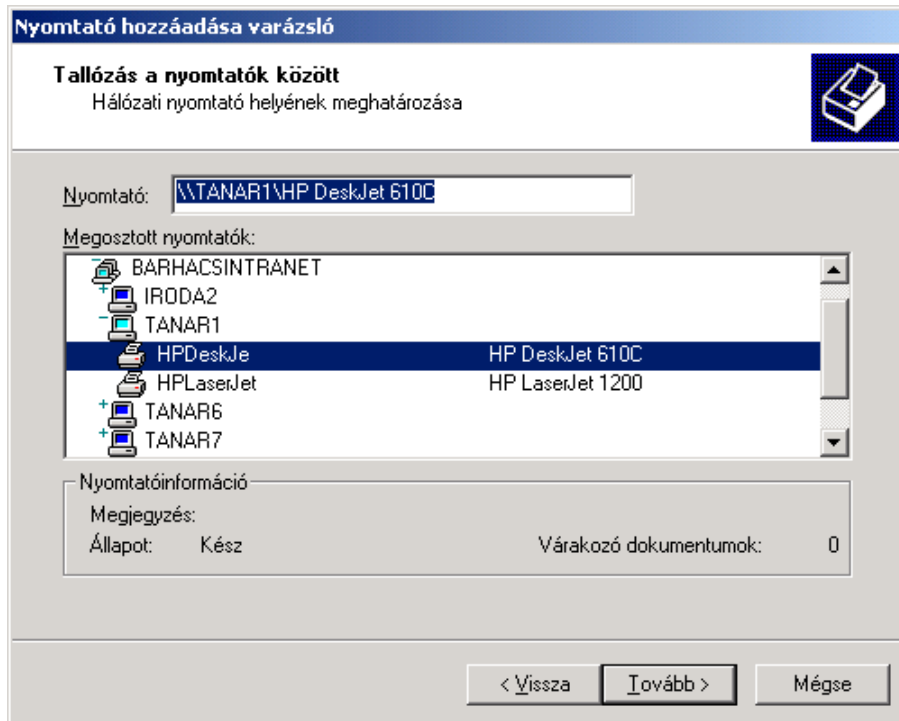 Nyomtató hozzáadása varázsló
Tallózás a nyomtatók között
Hálózati nyomtató helyének meghatározása
Nyomtató: \\TANAR1\HP DeskJet 610C
Megosztott nyomtatók:
BARHACSINTRANET
IRODA2
TANAR1
HPDeskJe HP DeskJet 610C
HPLaserJet HP LaserJet 1200
TANAR6
TANAR7
Nyomtatóinformáció
Megjegyzés:
Állapot: Kész Várakozó dokumentumok: 0
< Vissza Tovább > Mégse